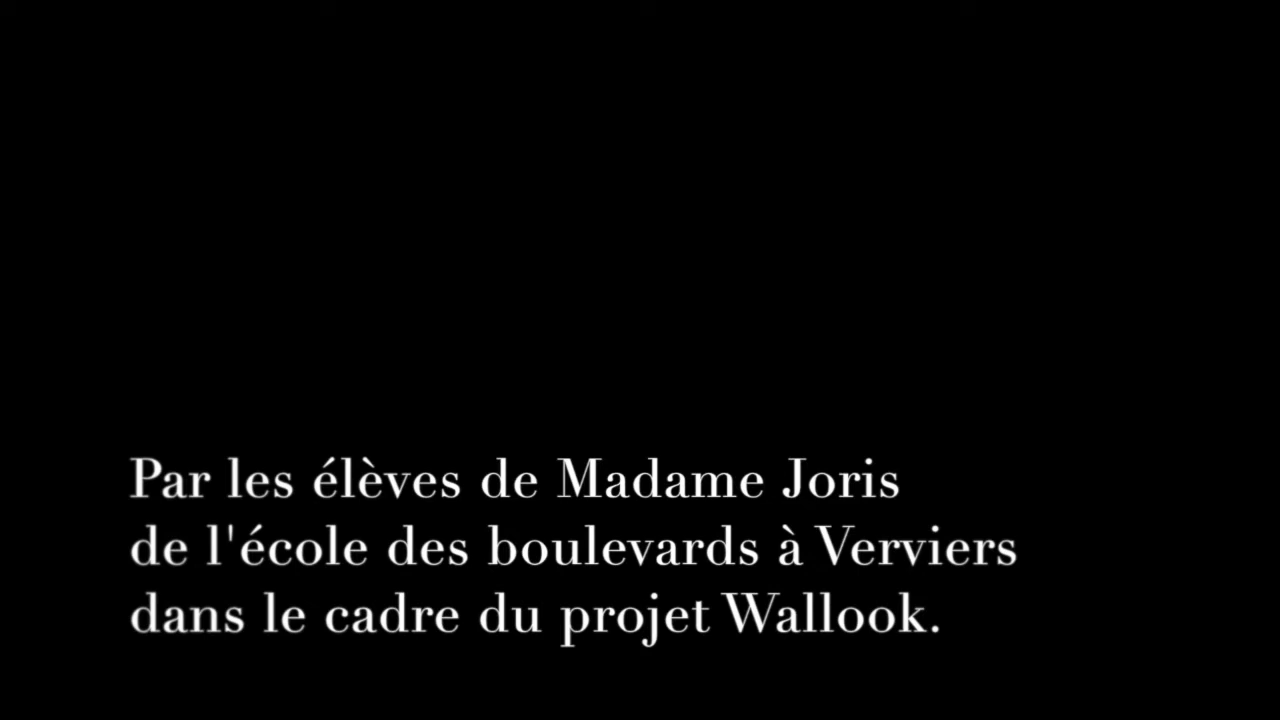 Par les élèves de Madame Joris
de l'école des boulevards à Verviers
dans le cadre du projet Wallook.